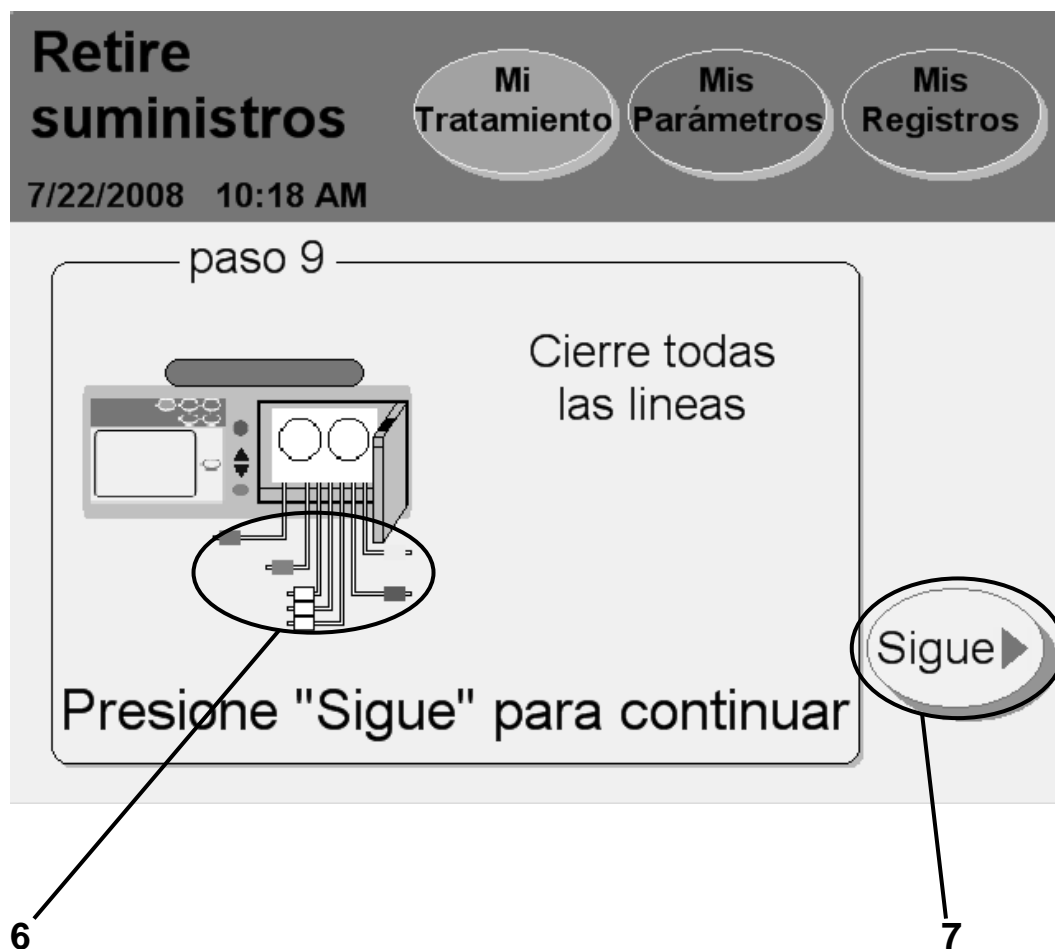 Retire
suministros
7/22/2008 10:18 AM
Mi
Tratamiento
Mis
Parámetros
Mis
Registros
paso 9
Cierre todas
las lineas
Sigue
Presione "Sigue" para continuar
6
7